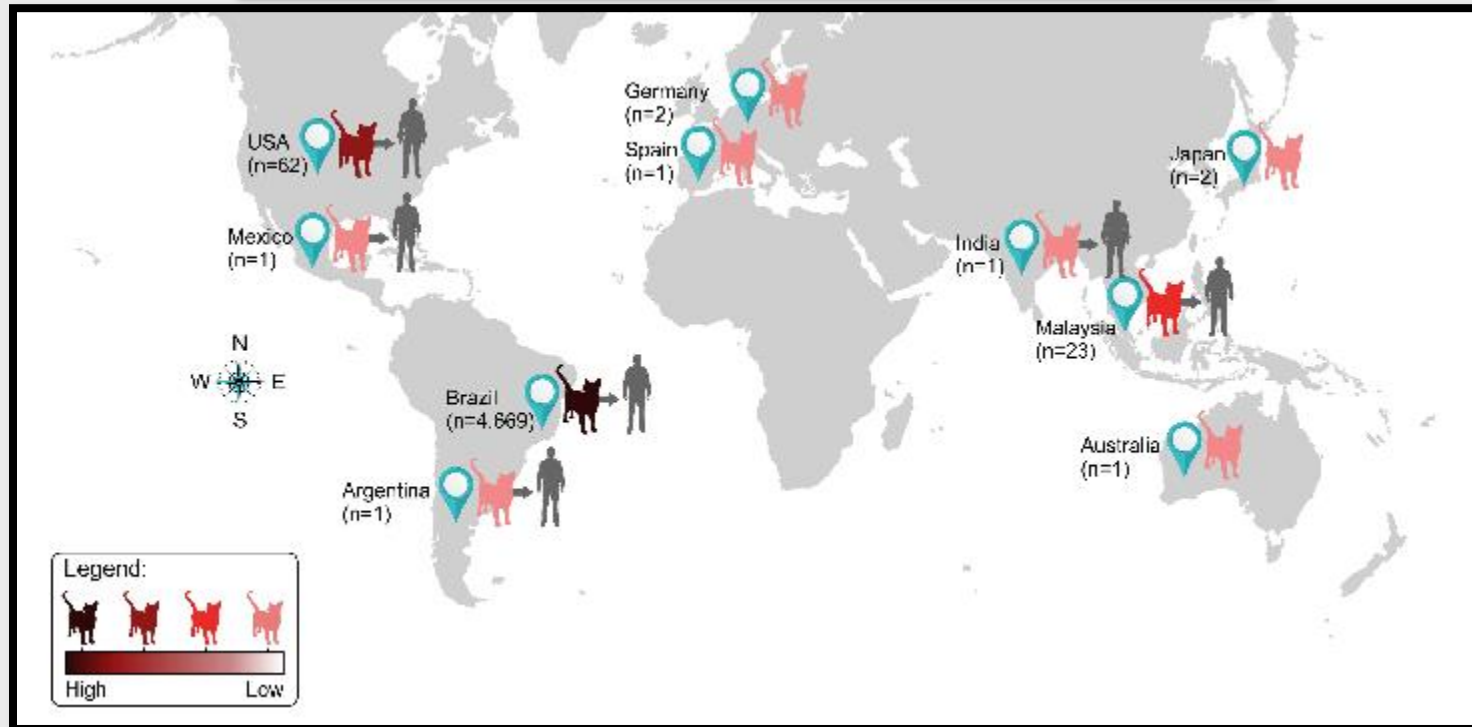 Germany
(n=2)
USA
(n=62)
Spain
(n=1)
Japan
(n=2)
Mexico
(n=1)
India
(n=1)
Malaysia
(n=23)
N
W E
S
Brazil
(n=4.669)
Australia
(n=1)
Argentina
(n=1)
Legend:
High Low